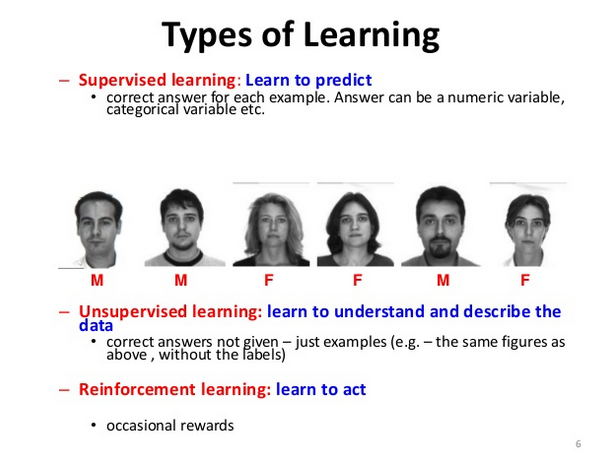 Types of Learning
– Supervised learning: Learn to predict
• correct answer for each example. Answer can be a numeric variable,
categorical variable etc.
M M F F M F
– Unsupervised learning: learn to understand and describe the
data
• correct answers not given – just examples (e.g. – the same figures as
above , without the labels)
– Reinforcement learning: learn to act
• occasional rewards
6